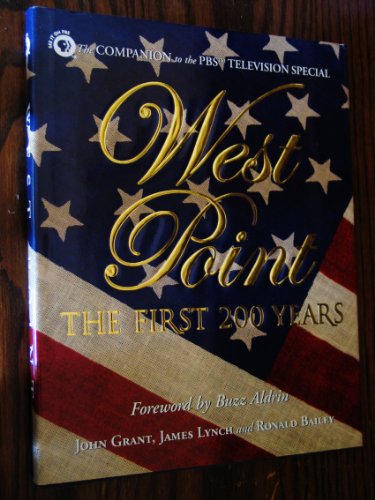 The COMPANION to the PBS® TELEVISION SPECIAL
West
Point
THE FIRST 200 YEARS
Foreword by Buzz Aldrin
JOHN GRANT, JAMES LYNCH and RONALD BAILEY